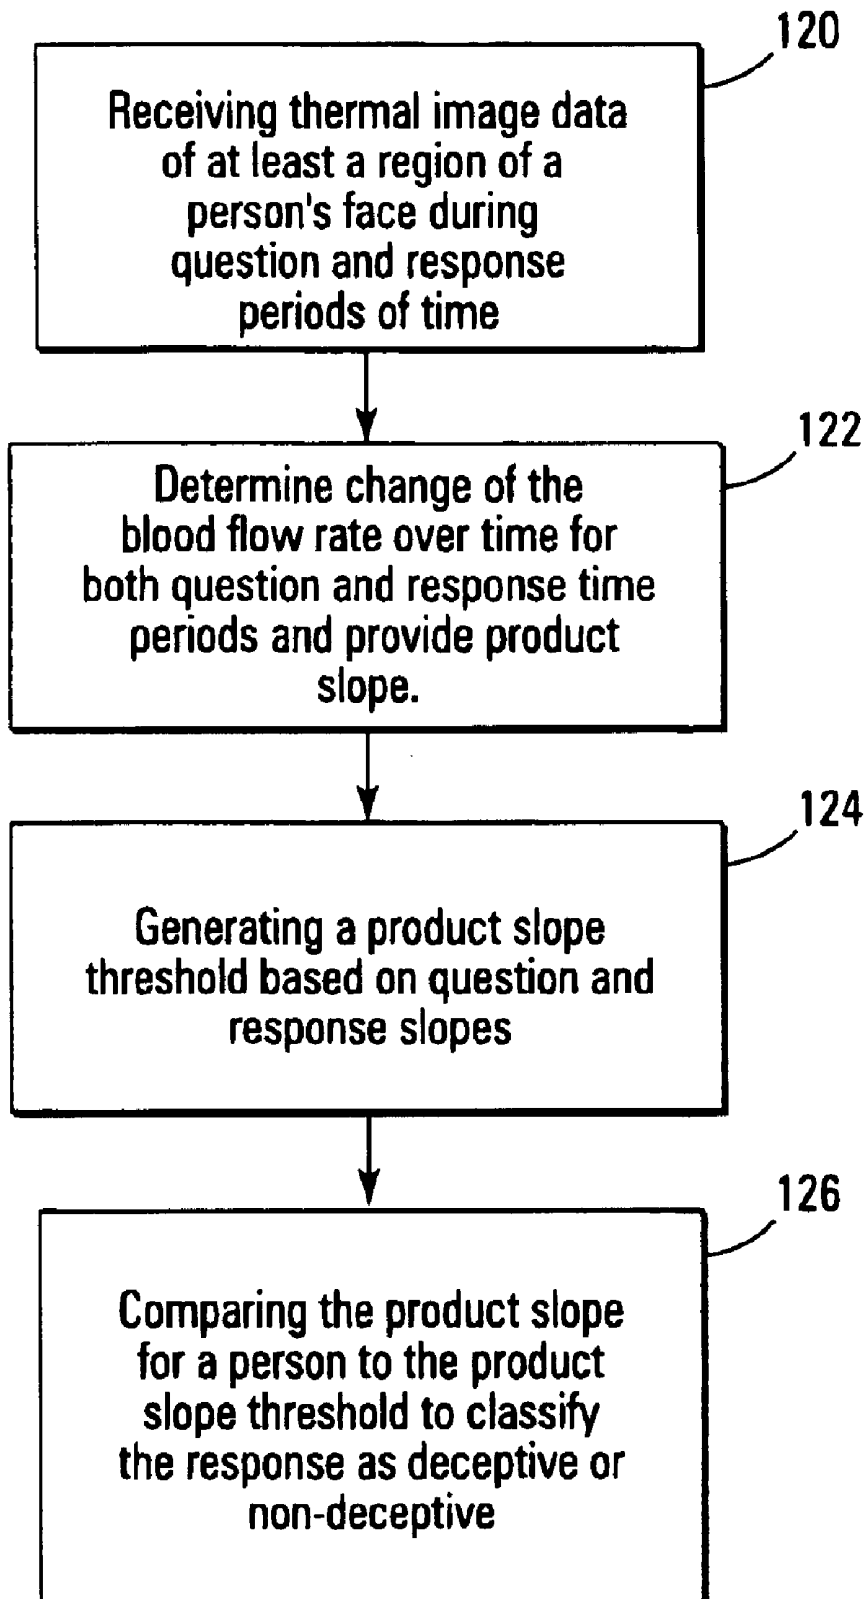 120
Receiving thermal image data
of at least a region of a
person's face during
question and response
periods of time
122
Determine change of the
blood flow rate over time for
both question and response time
periods and provide product
slope.
124
Generating a product slope
threshold based on question and
response slopes
126
Comparing the product slope
for a person to the product
slope threshold to classify
the response as deceptive or
non-deceptive